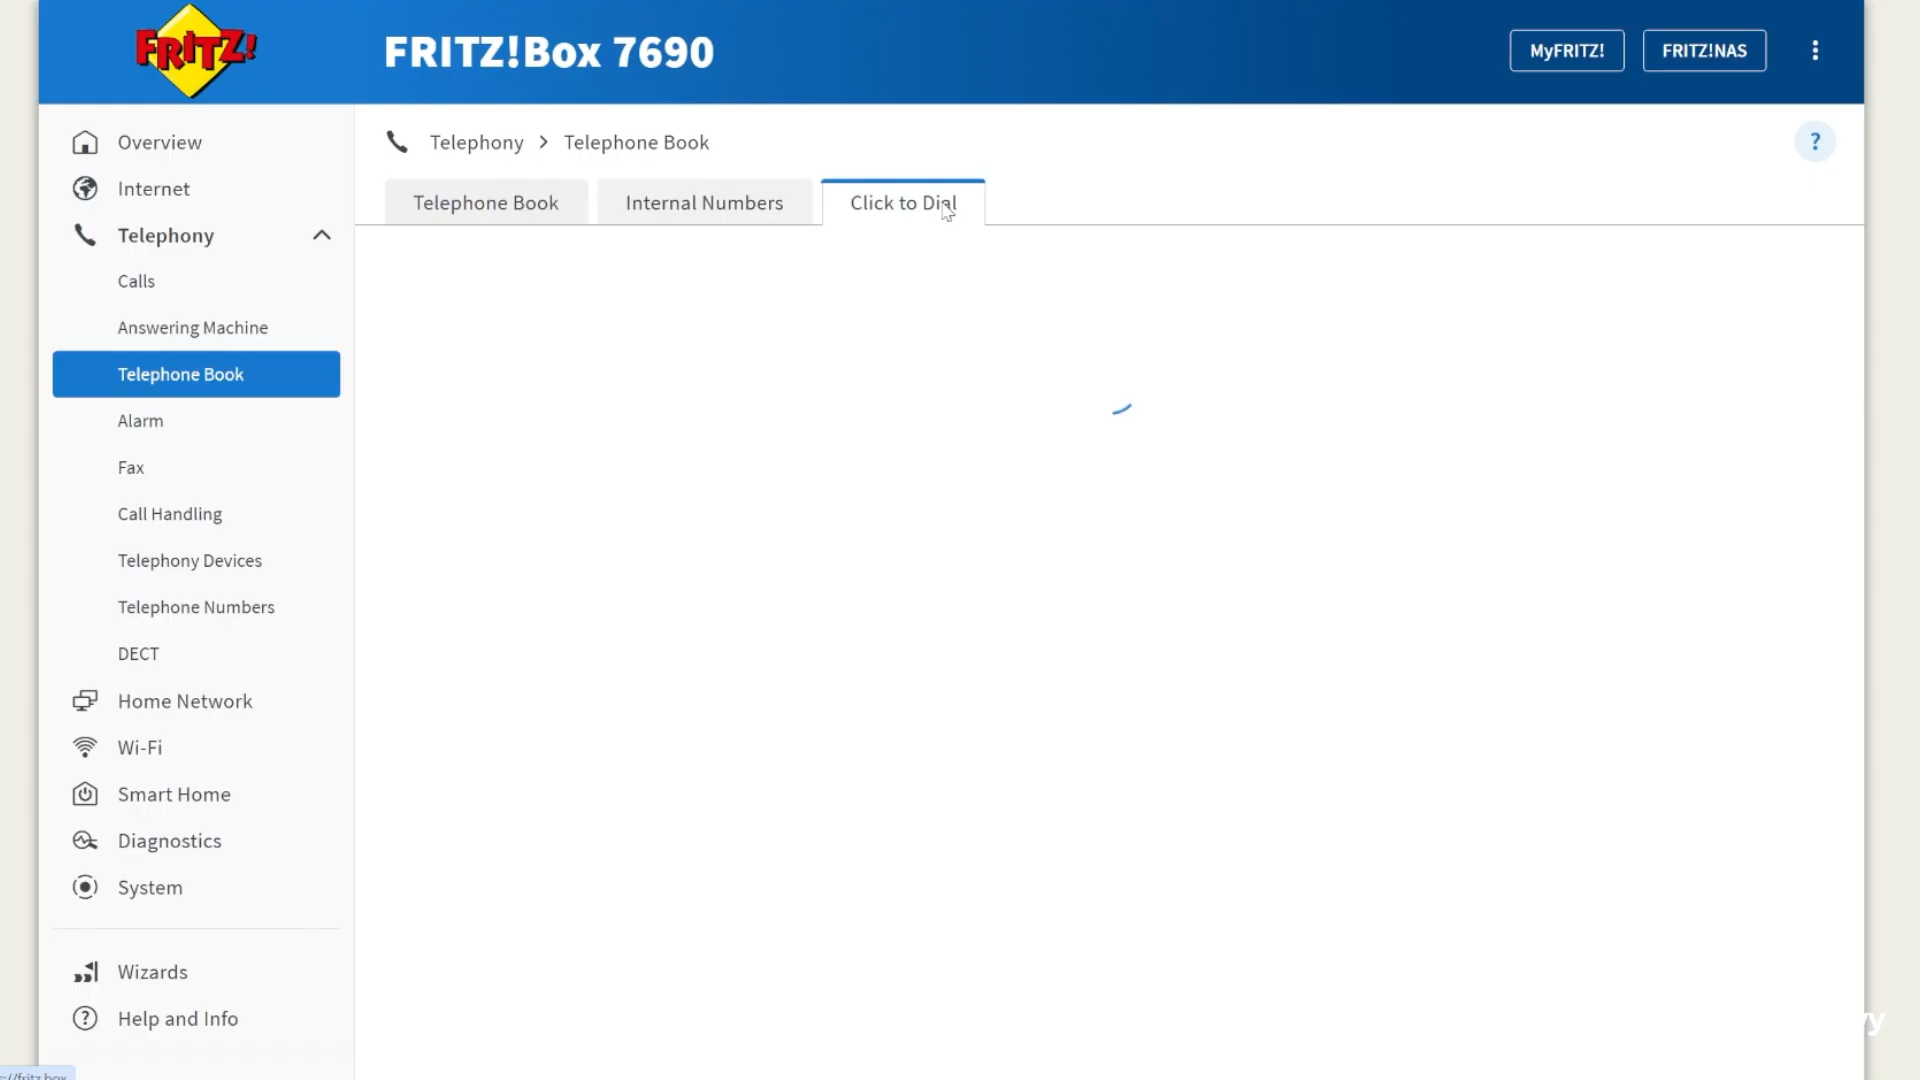 FRITZ!
FRITZ!Box 7690
MyFRITZ!
FRITZ!NAS
Overview
Internet
Telephony
Calls
Answering Machine
Telephone Book
Alarm
Fax
Call Handling
Telephony Devices
Telephone Numbers
DECT
Home Network
Wi-Fi
Smart Home
Diagnostics
System
Wizards
Help and Info
Telephony > Telephone Book
?
Telephone Book
Internal Numbers
Click to Dial
://fritz.box